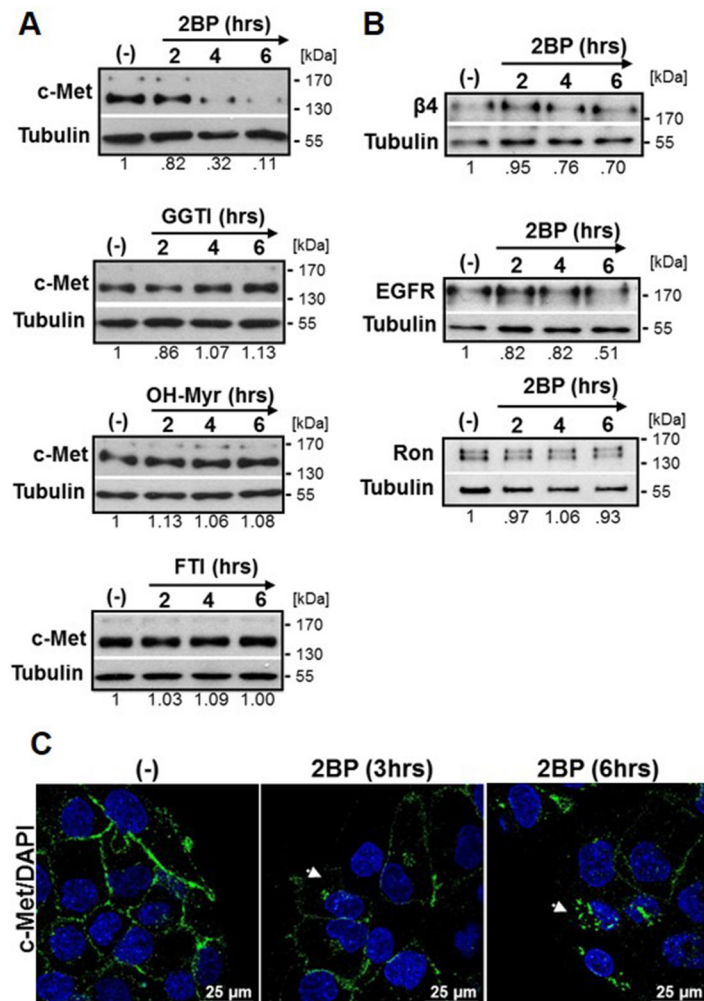 A
2BP (hrs)
(-) 2 4 6 [kDa]
c-Met
- 170
- 130
Tubulin
- 55
1 .82 .32 .11
GGTI (hrs)
(-) 2 4 6 [kDa]
c-Met
- 170
- 130
Tubulin
- 55
1 .86 1.07 1.13
OH-Myr (hrs)
(-) 2 4 6 [kDa]
c-Met
- 170
- 130
Tubulin
- 55
1 1.13 1.06 1.08
FTI (hrs)
(-) 2 4 6 [kDa]
c-Met
- 170
- 130
Tubulin
- 55
1 1.03 1.09 1.00
B
2BP (hrs)
(-) 2 4 6 [kDa]
β4
- 170
Tubulin
- 55
1 .95 .76 .70
2BP (hrs)
(-) 2 4 6 [kDa]
EGFR
- 170
Tubulin
- 55
1 .82 .82 .51
2BP (hrs)
(-) 2 4 6 [kDa]
Ron
- 170
- 130
Tubulin
- 55
1 .97 1.06 .93
C
(-) 2BP (3hrs) 2BP (6hrs)
c-Met/DAPI
25 µm 25 µm 25 µm